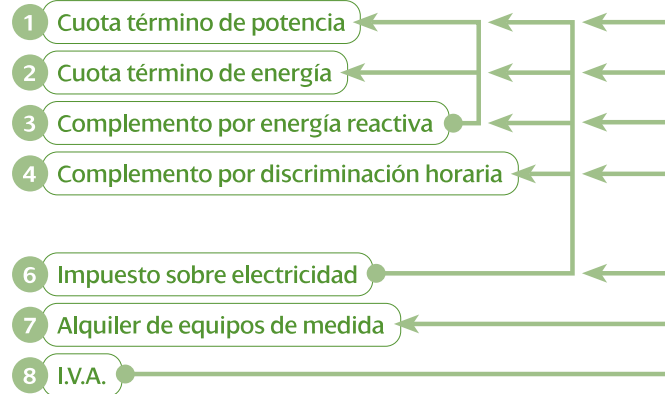 1 Cuota término de potencia
2 Cuota término de energía
3 Complemento por energía reactiva
4 Complemento por discriminación horaria
6 Impuesto sobre electricidad
7 Alquiler de equipos de medida
8 I.V.A.